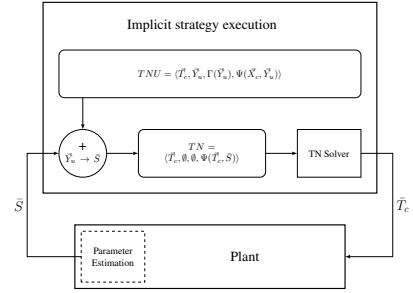 Implicit strategy execution
TNU = ⟨T⃗_c, Y⃗_u, Γ(Y⃗_u), Ψ(X⃗_c, Y⃗_u)⟩
+
Y⃗_u → S̄
TN =
⟨T⃗_c, ∅, ∅, Ψ(T⃗_c, S̄)⟩
TN Solver
S̄
T̄_c
Parameter
Estimation
Plant